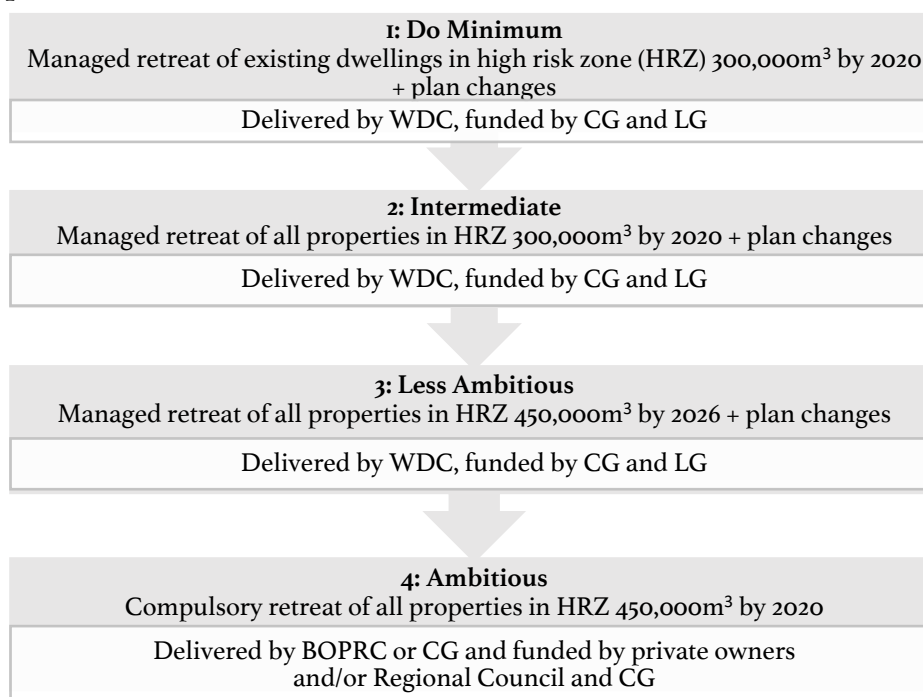 1: Do Minimum
Managed retreat of existing dwellings in high risk zone (HRZ) 300,000m³ by 2020
+ plan changes
Delivered by WDC, funded by CG and LG
2: Intermediate
Managed retreat of all properties in HRZ 300,000m³ by 2020 + plan changes
Delivered by WDC, funded by CG and LG
3: Less Ambitious
Managed retreat of all properties in HRZ 450,000m³ by 2026 + plan changes
Delivered by WDC, funded by CG and LG
4: Ambitious
Compulsory retreat of all properties in HRZ 450,000m³ by 2020
Delivered by BOPRC or CG and funded by private owners
and/or Regional Council and CG